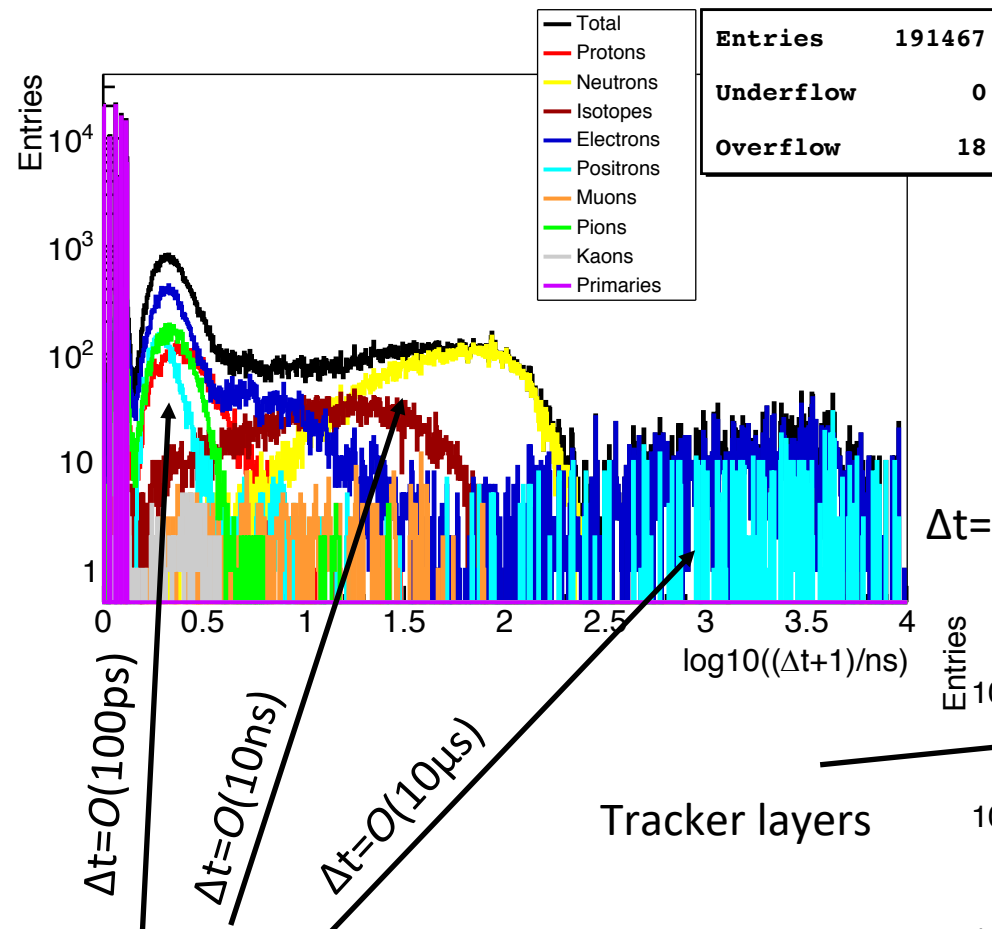 Total
Protons
Neutrons
Isotopes
Electrons
Positrons
Muons
Pions
Kaons
Primaries
Entries 191467
Underflow 0
Overflow 18
Entries
10⁴
10³
10²
10
1
0 0.5 1 1.5 2 2.5 3 3.5 4
log10((Δt+1)/ns)
Δt=O(100ps)
Δt=O(10ns)
Δt=O(10µs)
Δt=
Entries
Tracker layers